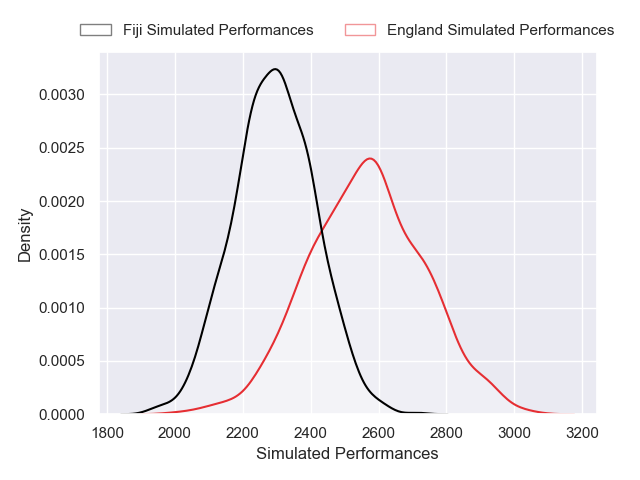 Fiji Simulated Performances
England Simulated Performances
0.0030
0.0025
0.0020
0.0015
0.0010
0.0005
0.0000
Density
1800 2000 2200 2400 2600 2800 3000 3200
Simulated Performances